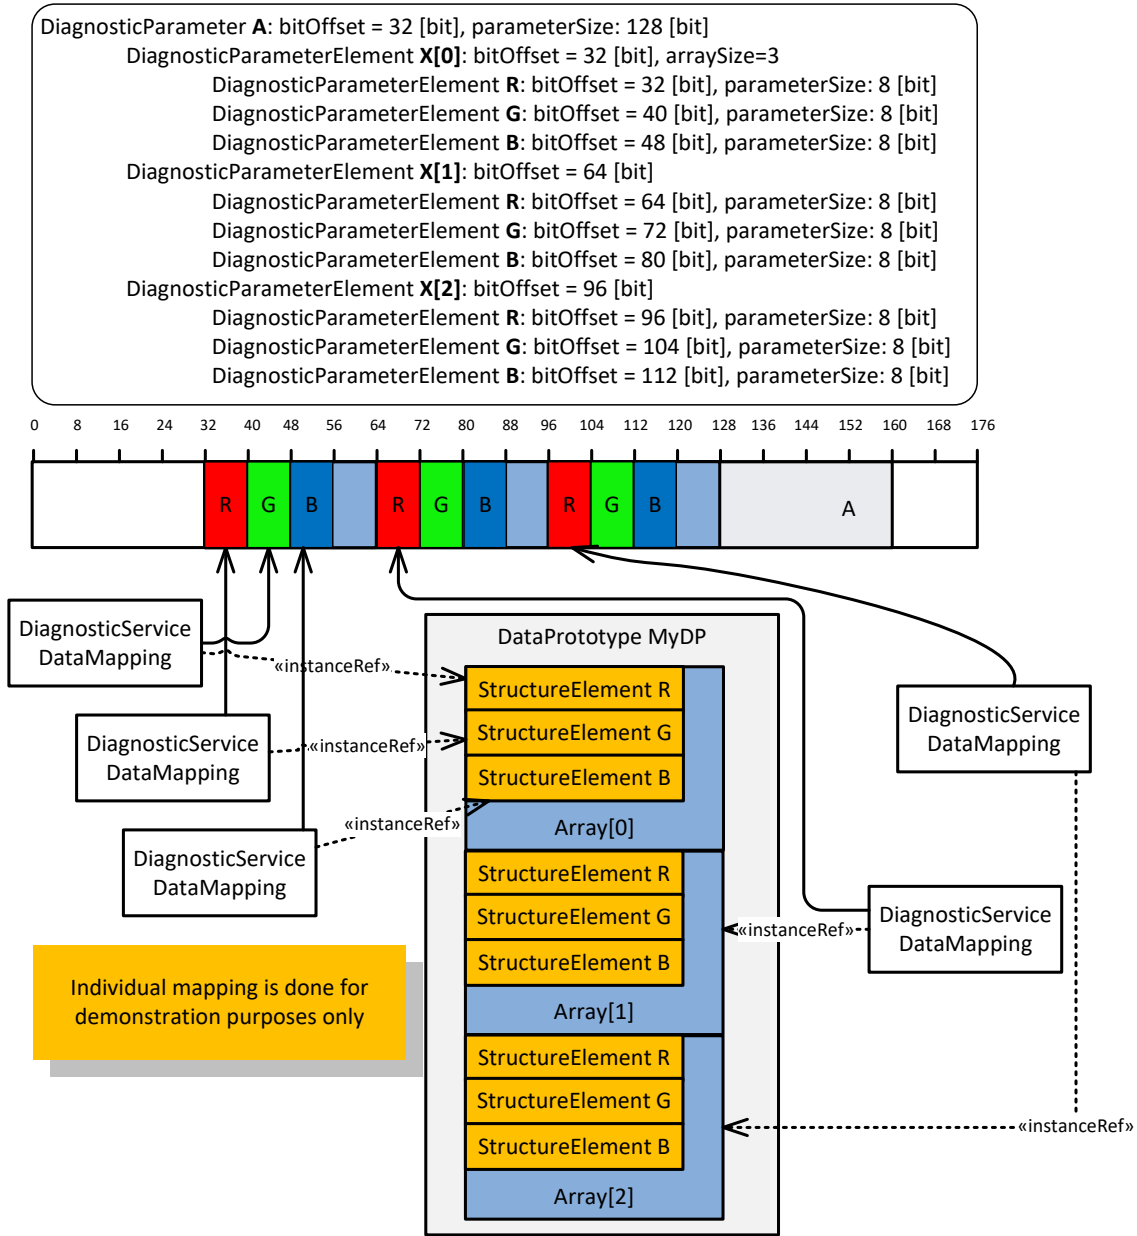 DiagnosticParameter A: bitOffset = 32 [bit], parameterSize: 128 [bit]
DiagnosticParameterElement X[0]: bitOffset = 32 [bit], arraySize=3
DiagnosticParameterElement R: bitOffset = 32 [bit], parameterSize: 8 [bit]
DiagnosticParameterElement G: bitOffset = 40 [bit], parameterSize: 8 [bit]
DiagnosticParameterElement B: bitOffset = 48 [bit], parameterSize: 8 [bit]
DiagnosticParameterElement X[1]: bitOffset = 64 [bit]
DiagnosticParameterElement R: bitOffset = 64 [bit], parameterSize: 8 [bit]
DiagnosticParameterElement G: bitOffset = 72 [bit], parameterSize: 8 [bit]
DiagnosticParameterElement B: bitOffset = 80 [bit], parameterSize: 8 [bit]
DiagnosticParameterElement X[2]: bitOffset = 96 [bit]
DiagnosticParameterElement R: bitOffset = 96 [bit], parameterSize: 8 [bit]
DiagnosticParameterElement G: bitOffset = 104 [bit], parameterSize: 8 [bit]
DiagnosticParameterElement B: bitOffset = 112 [bit], parameterSize: 8 [bit]
0 8 16 24 32 40 48 56 64 72 80 88 96 104 112 120 128 136 144 152 160 168 176
R G B R G B R G B A
DiagnosticService
DataMapping
«instanceRef»
DiagnosticService
DataMapping
«instanceRef»
DiagnosticService
DataMapping
«instanceRef»
DataPrototype MyDP
StructureElement R
StructureElement G
StructureElement B
Array[0]
StructureElement R
StructureElement G
StructureElement B
Array[1]
StructureElement R
StructureElement G
StructureElement B
Array[2]
DiagnosticService
DataMapping
«instanceRef»
DiagnosticService
DataMapping
«instanceRef»
Individual mapping is done for
demonstration purposes only